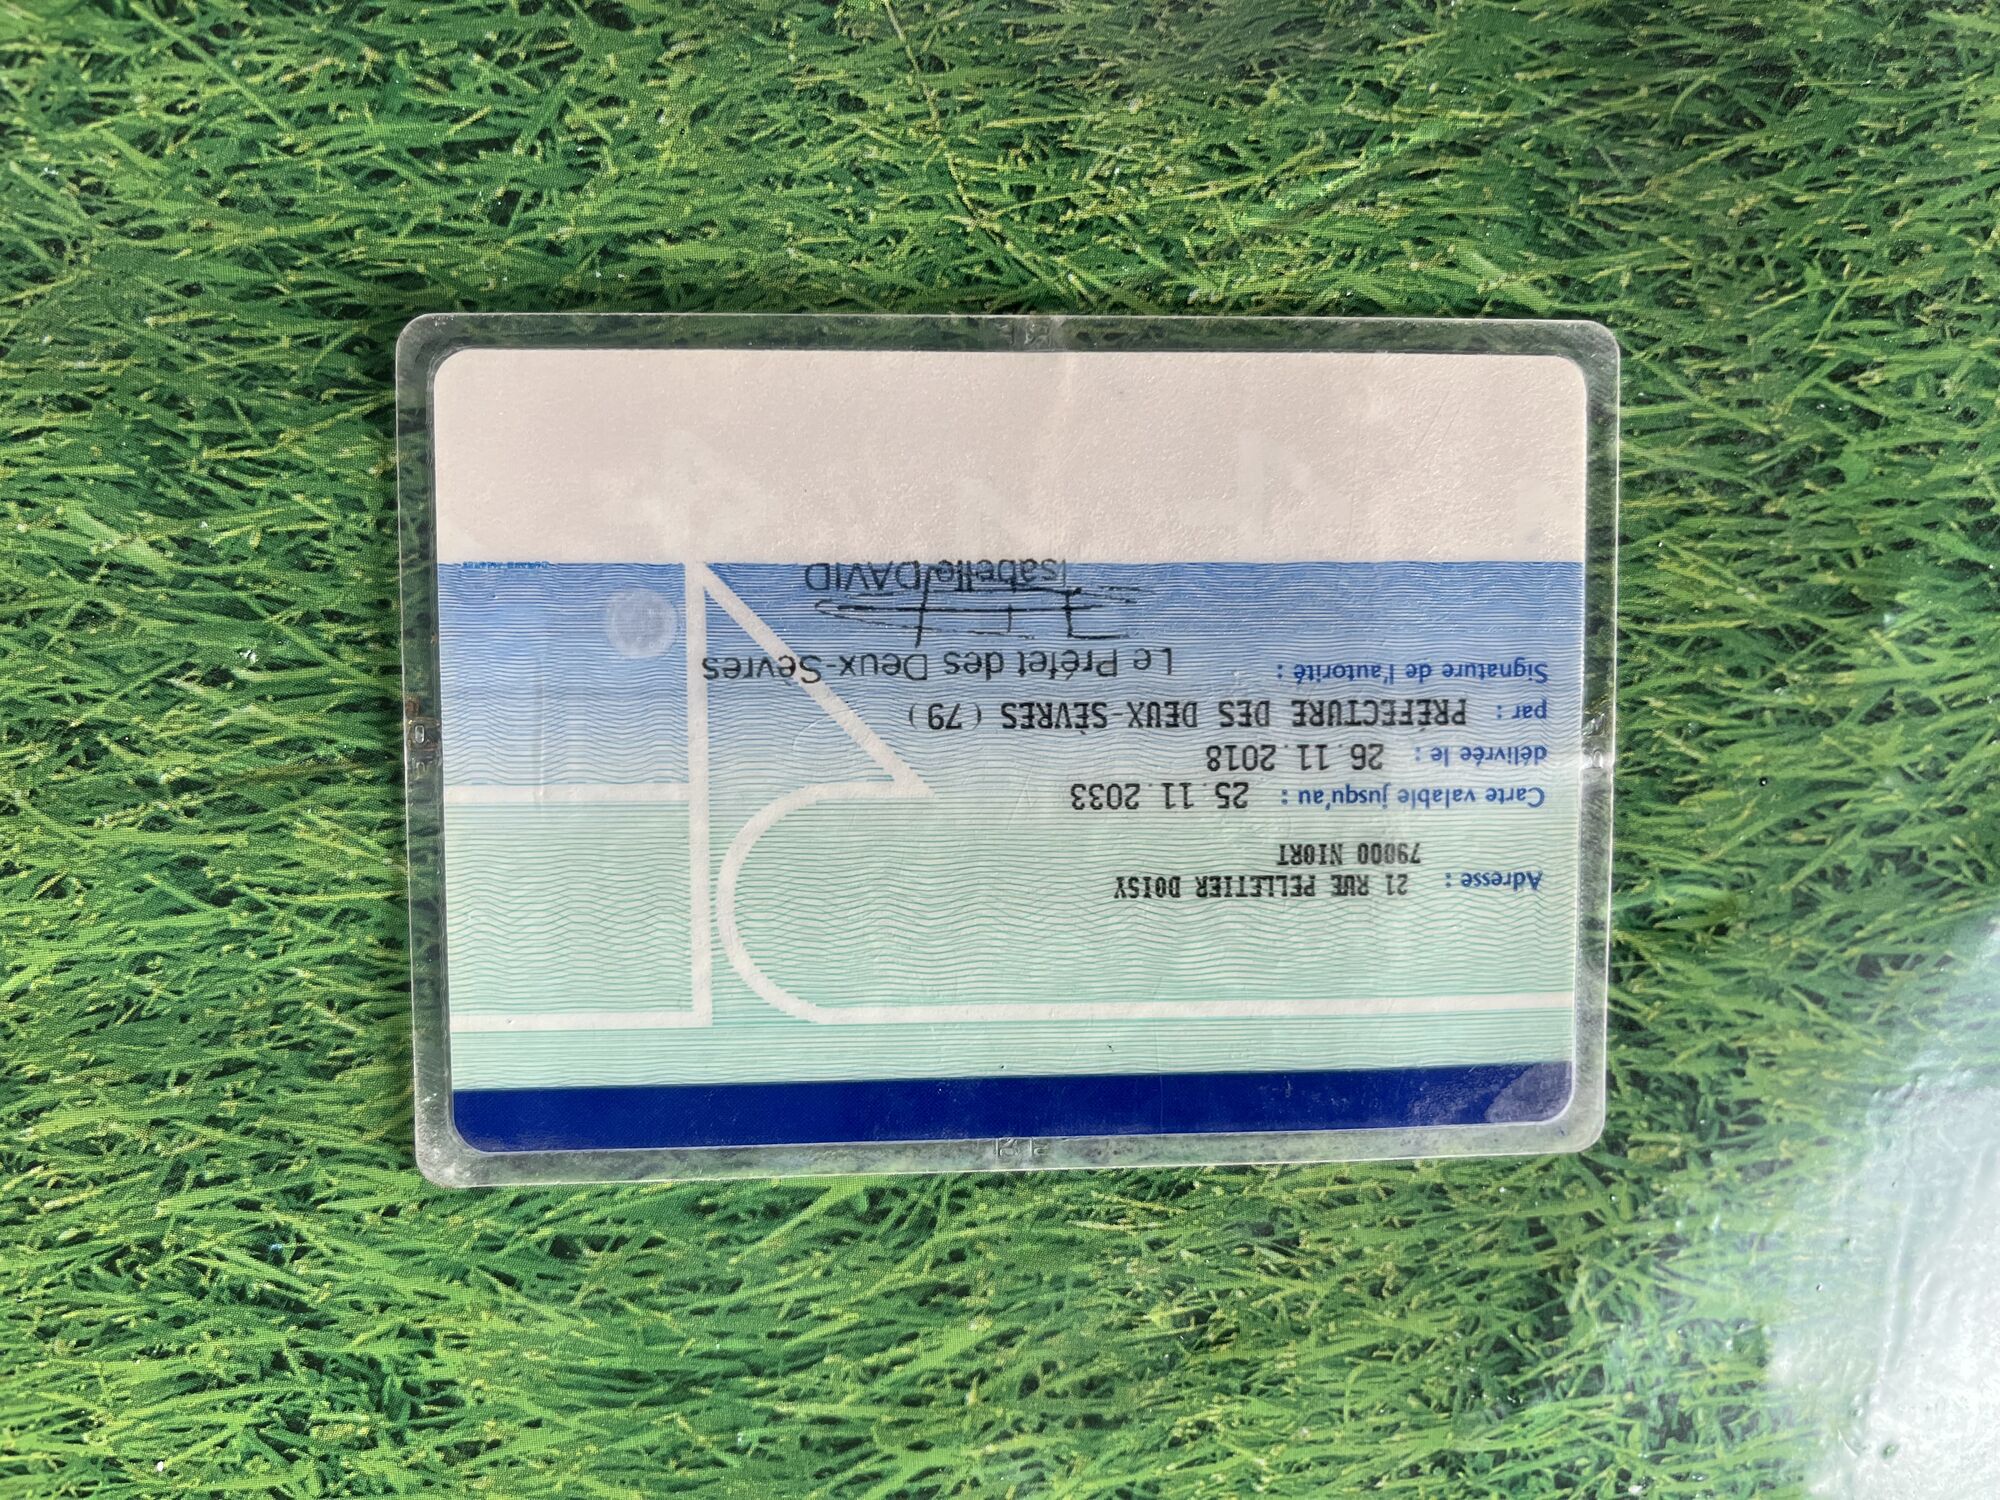 Adresse : 21 RUE PELLETIER DOISY
79000 NIORT
Carte valable jusqu'au : 25.11.2033
délivrée le : 26.11.2018
par : PRÉFECTURE DES DEUX-SÈVRES (79)
Signature de l'autorité : Le Préfet des Deux-Sèvres
Isabelle DAVID